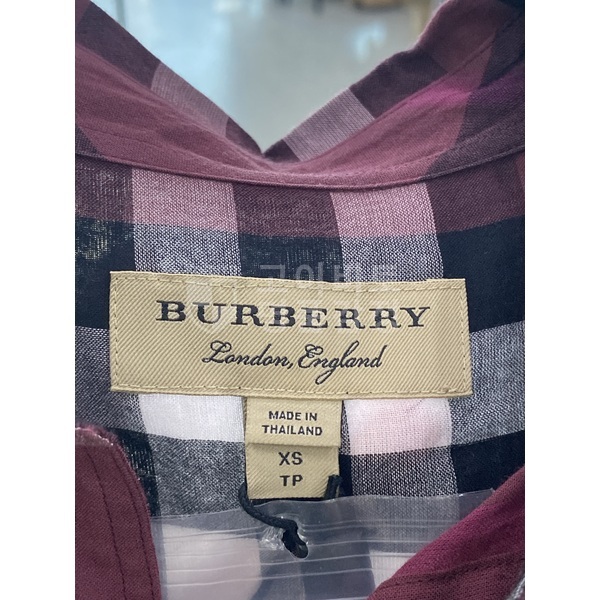 BURBERRY
London, England
MADE IN
THAILAND
XS
TP